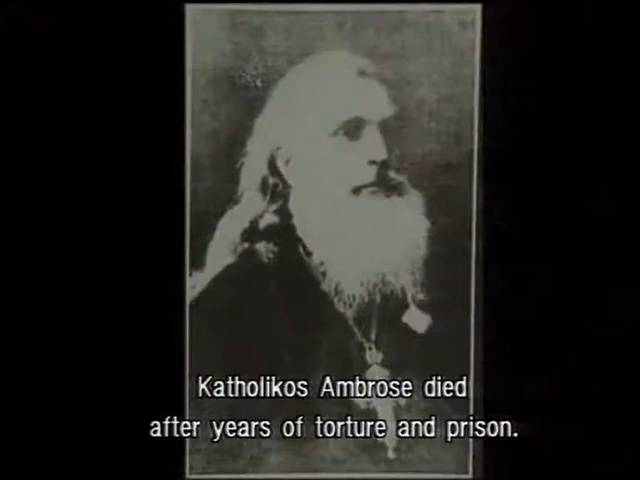 Katholikos Ambrose died
after years of torture and prison.